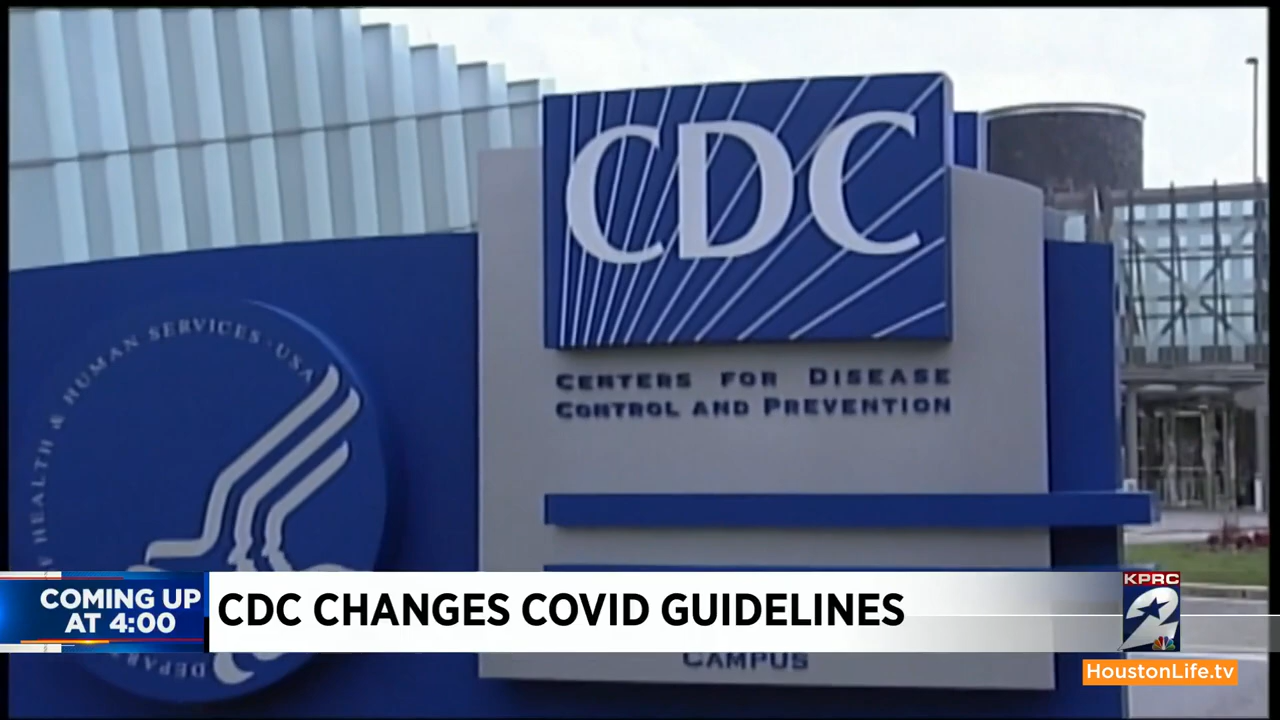 CDC
CENTERS FOR DISEASE
CONTROL AND PREVENTION
HEALTH & HUMAN SERVICES · USA
COMING UP
AT 4:00
CDC CHANGES COVID GUIDELINES
KPRC
2
HoustonLife.tv
CAMPUS